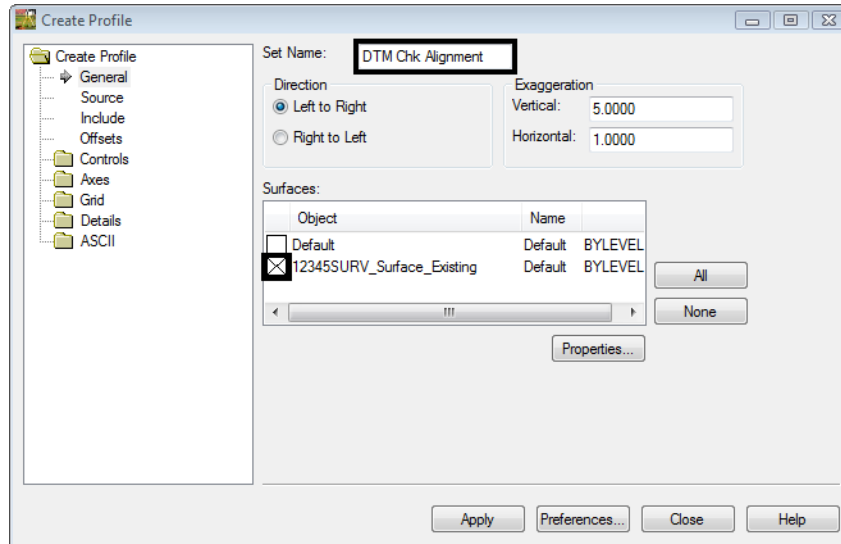 Create Profile
Create Profile
General
Source
Include
Offsets
Controls
Axes
Grid
Details
ASCII
Set Name: DTM Chk Alignment
Direction
Left to Right
Right to Left
Exaggeration
Vertical: 5.0000
Horizontal: 1.0000
Surfaces:
Object Name
Default Default BYLEVEL
12345SURV_Surface_Existing Default BYLEVEL
All
None
Properties...
Apply Preferences... Close Help